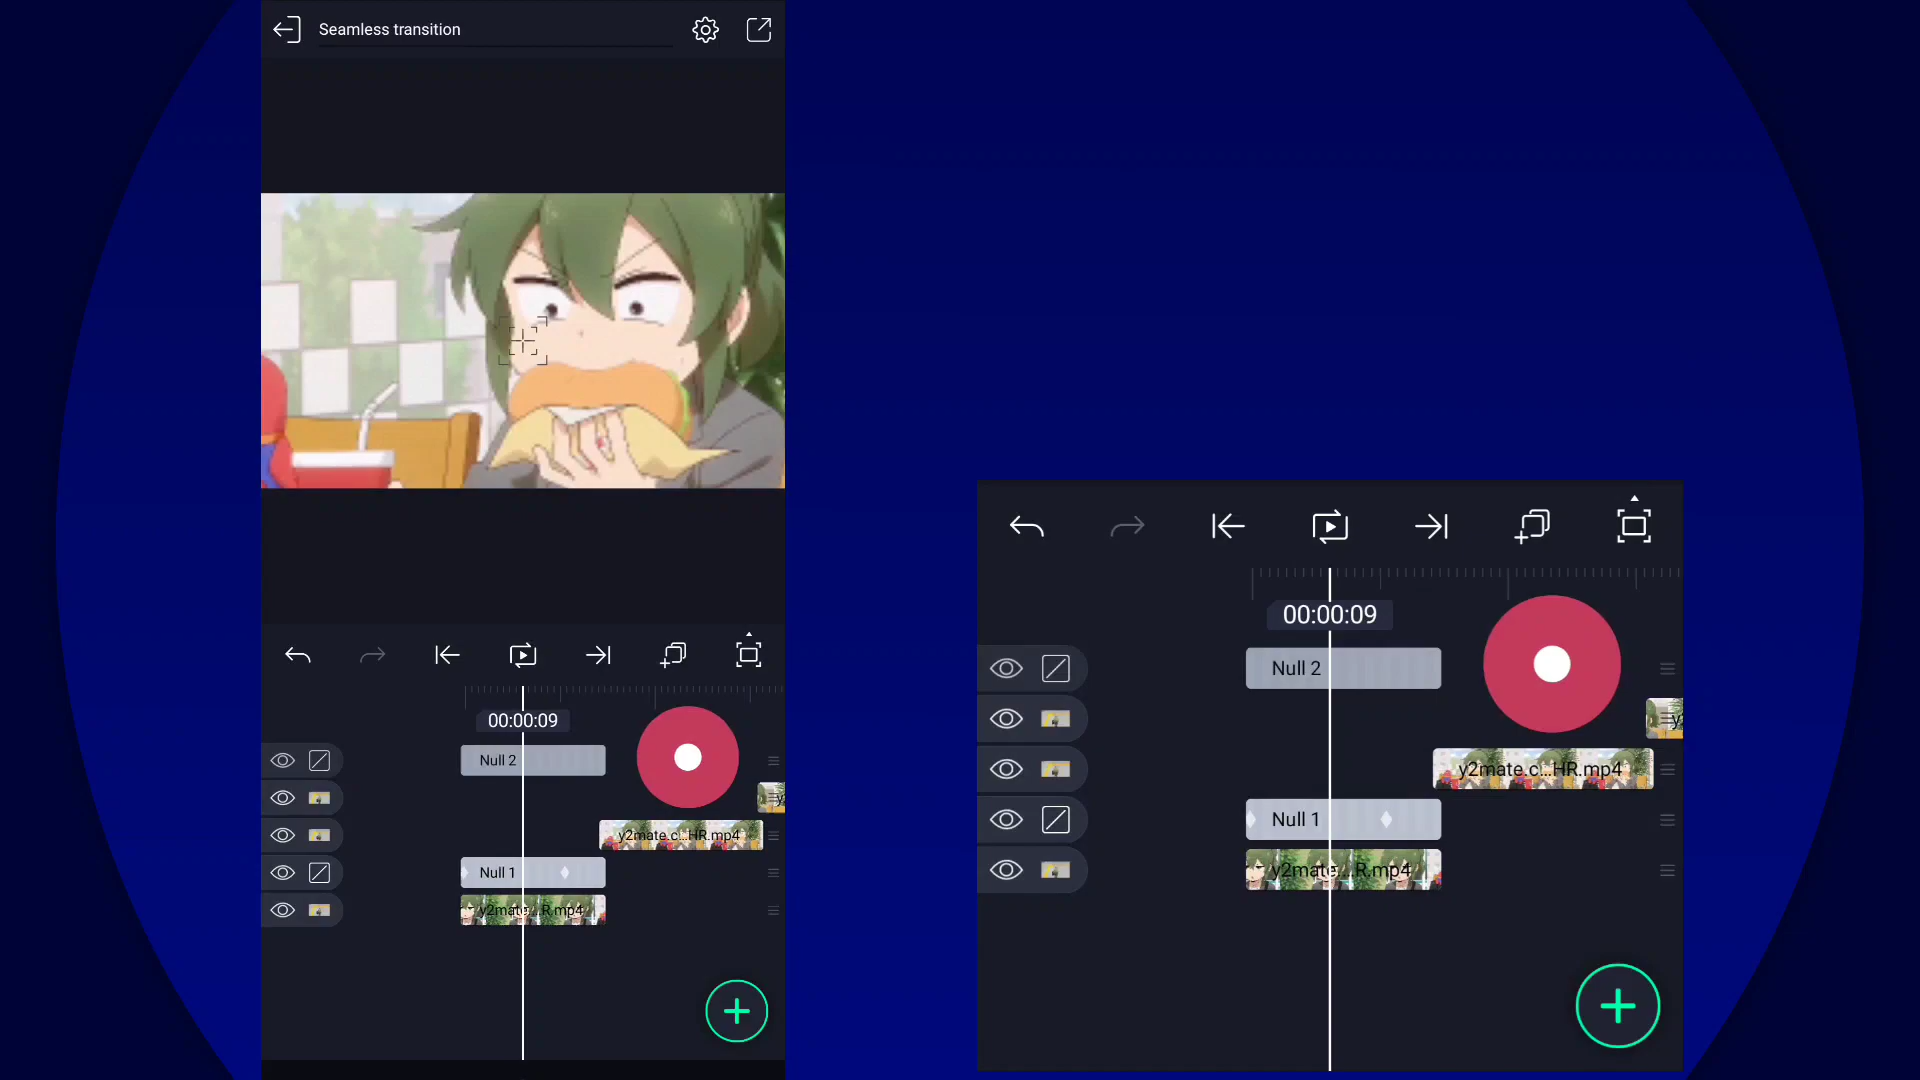 Seamless transition
00:00:09
Null 2
y2mate.c...HR.mp4
Null 1
y2mate...R.mp4
00:00:09
Null 2
y
y2mate.c...HR.mp4
Null 1
y2mate...R.mp4